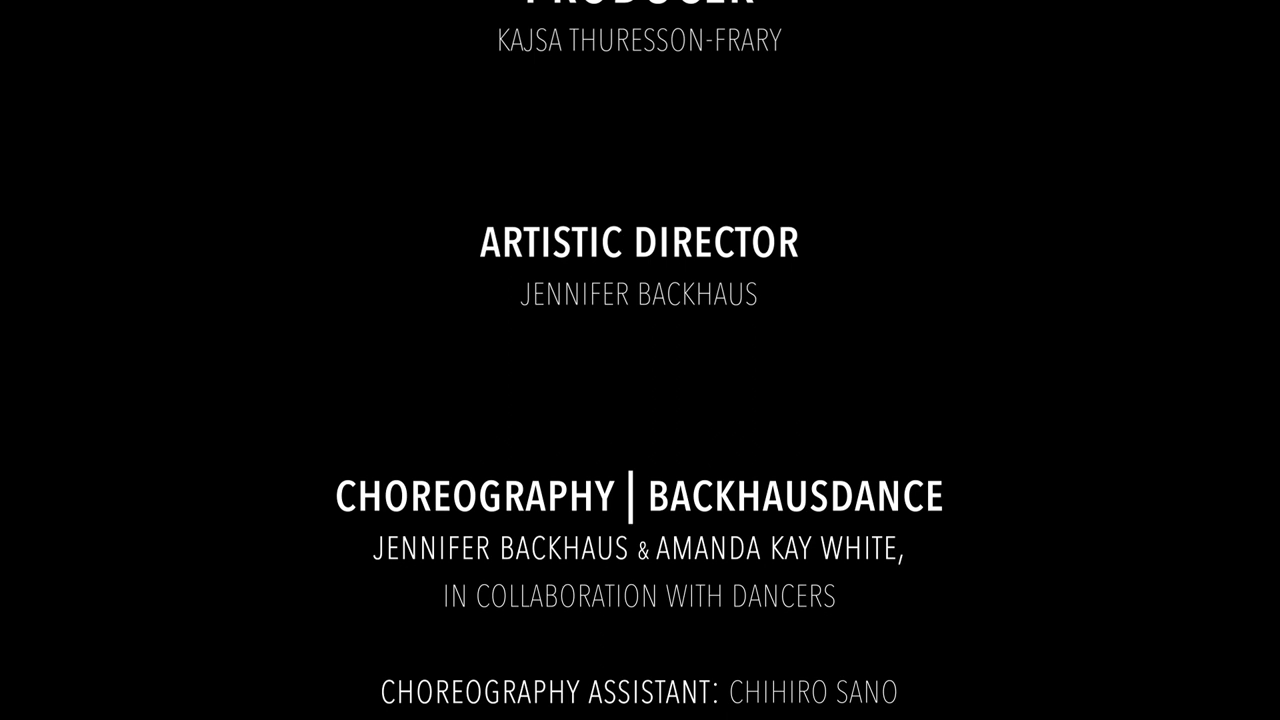 PRODUCER
KAJSA THURESSON-FRARY
ARTISTIC DIRECTOR
JENNIFER BACKHAUS
CHOREOGRAPHY | BACKHAUSDANCE
JENNIFER BACKHAUS & AMANDA KAY WHITE,
IN COLLABORATION WITH DANCERS
CHOREOGRAPHY ASSISTANT: CHIHIRO SANO